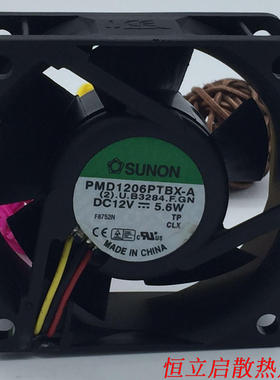 SUNON
PMD1206PTBX-A
(2).U.B3284.F.GN
DC12V 5.6W
F8752N TP
CLX
MADE IN CHINA
恒立启散热